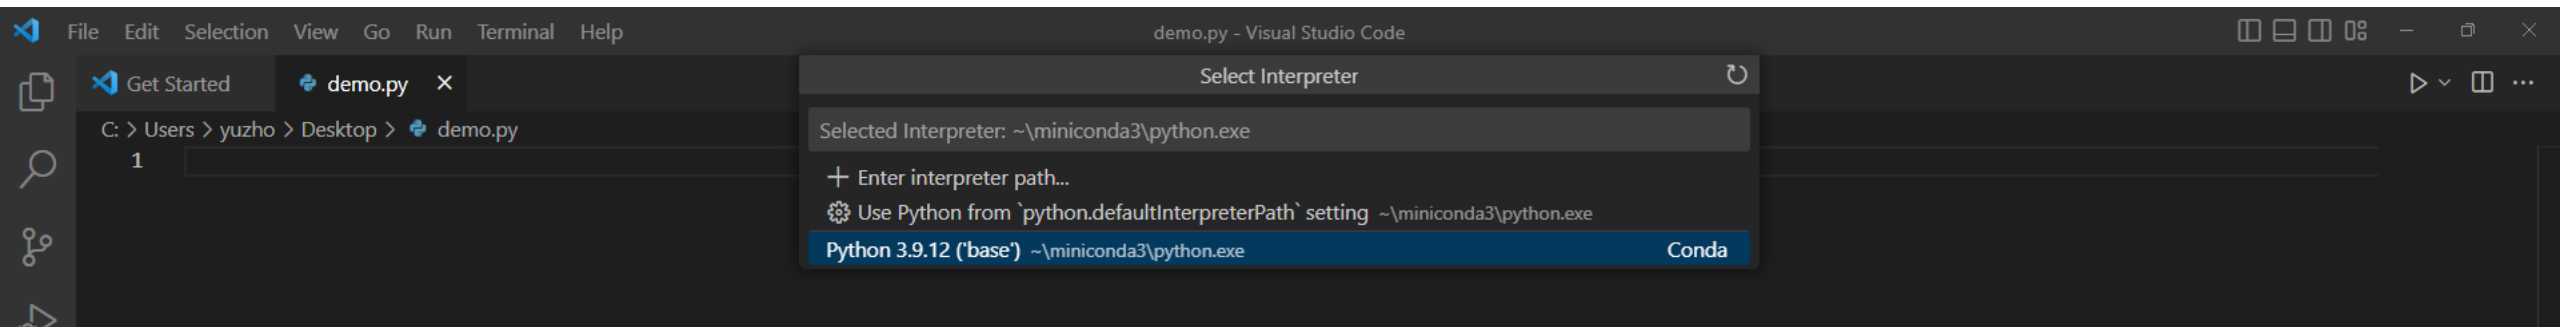 File Edit Selection View Go Run Terminal Help
demo.py - Visual Studio Code
Get Started
demo.py
Select Interpreter
C: > Users > yuzho > Desktop > demo.py
1
Selected Interpreter: ~\miniconda3\python.exe
Enter interpreter path...
Use Python from `python.defaultInterpreterPath` setting ~\miniconda3\python.exe
Python 3.9.12 ('base') ~\miniconda3\python.exe Conda